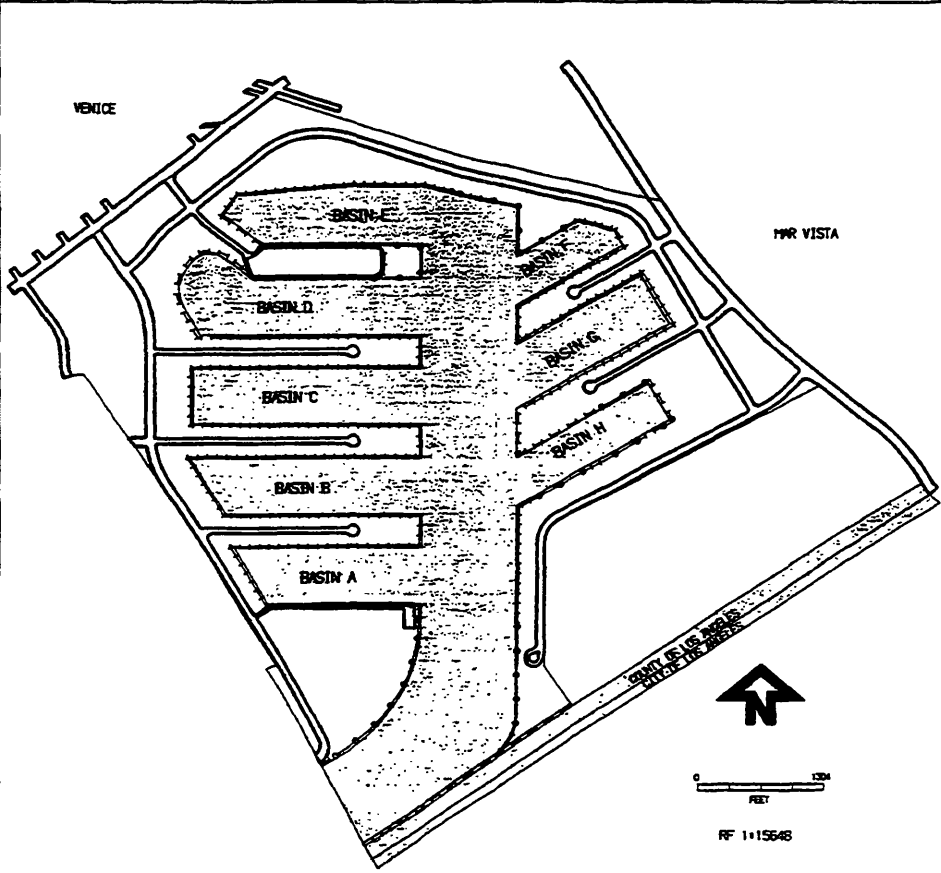 VENICE
MAR VISTA
BASIN E
BASIN F
BASIN D
BASIN G
BASIN C
BASIN H
BASIN B
BASIN A
COUNTY OF LOS ANGELES
CITY OF LOS ANGELES
N
0 1304
FEET
RF 1:15648